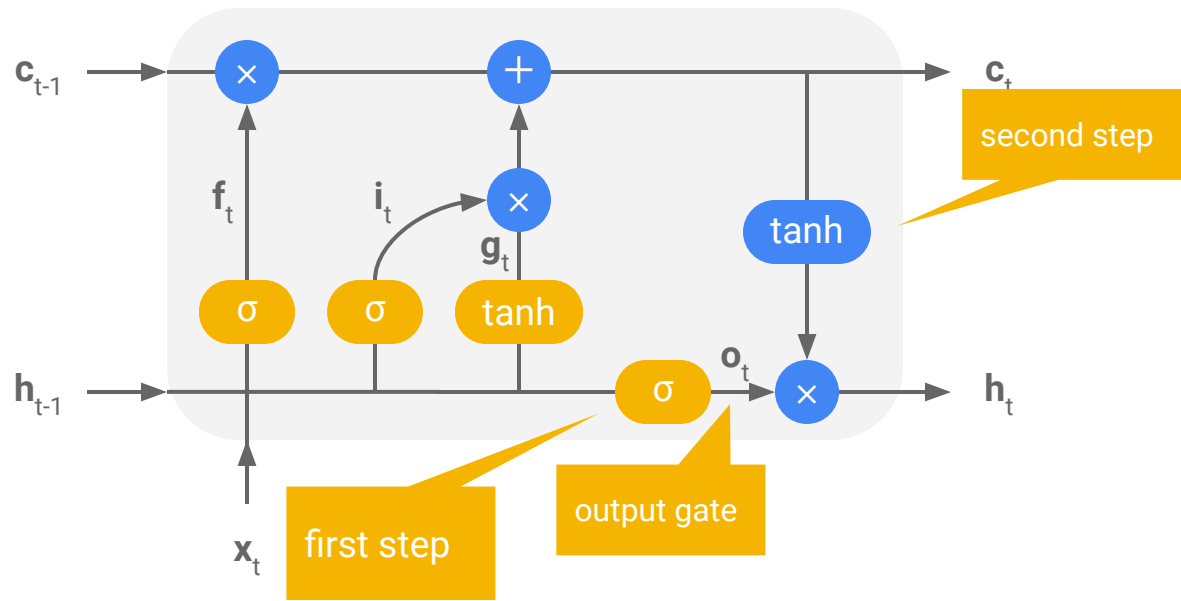 c t-1
×
+
c t
second step
f t
i t
×
g t
tanh
σ
σ
tanh
o t
h t-1
σ
×
h t
output gate
first step
x t